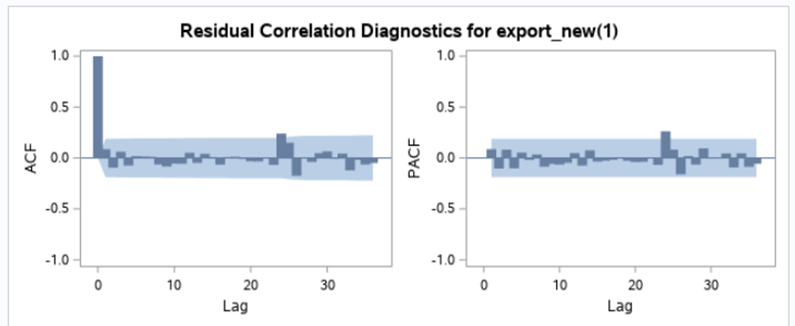 Residual Correlation Diagnostics for export_new(1)
1.0
0.5
0.0
-0.5
-1.0
ACF
0 10 20 30
Lag
1.0
0.5
0.0
-0.5
-1.0
PACF
0 10 20 30
Lag